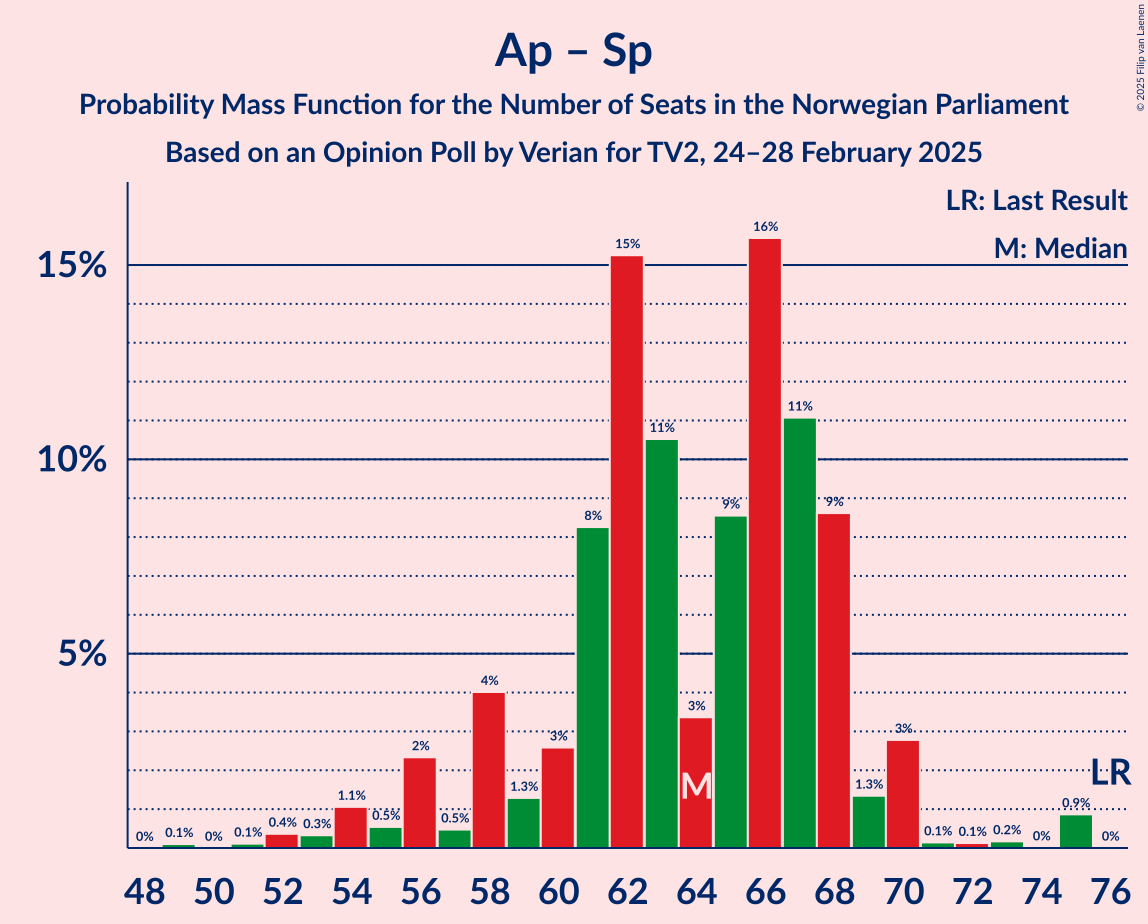 Ap – Sp
Probability Mass Function for the Number of Seats in the Norwegian Parliament
Based on an Opinion Poll by Verian for TV2, 24–28 February 2025
© 2025 Filip van Laenen
LR: Last Result
M: Median
15%
10%
5%
0% 0.1% 0% 0.1% 0.4% 0.3% 1.1% 0.5% 2% 0.5% 4% 1.3% 3% 8% 15% 11% 3% 9% 16% 11% 9% 1.3% 3% 0.1% 0.1% 0.2% 0% 0.9% 0%
M
LR
48 50 52 54 56 58 60 62 64 66 68 70 72 74 76